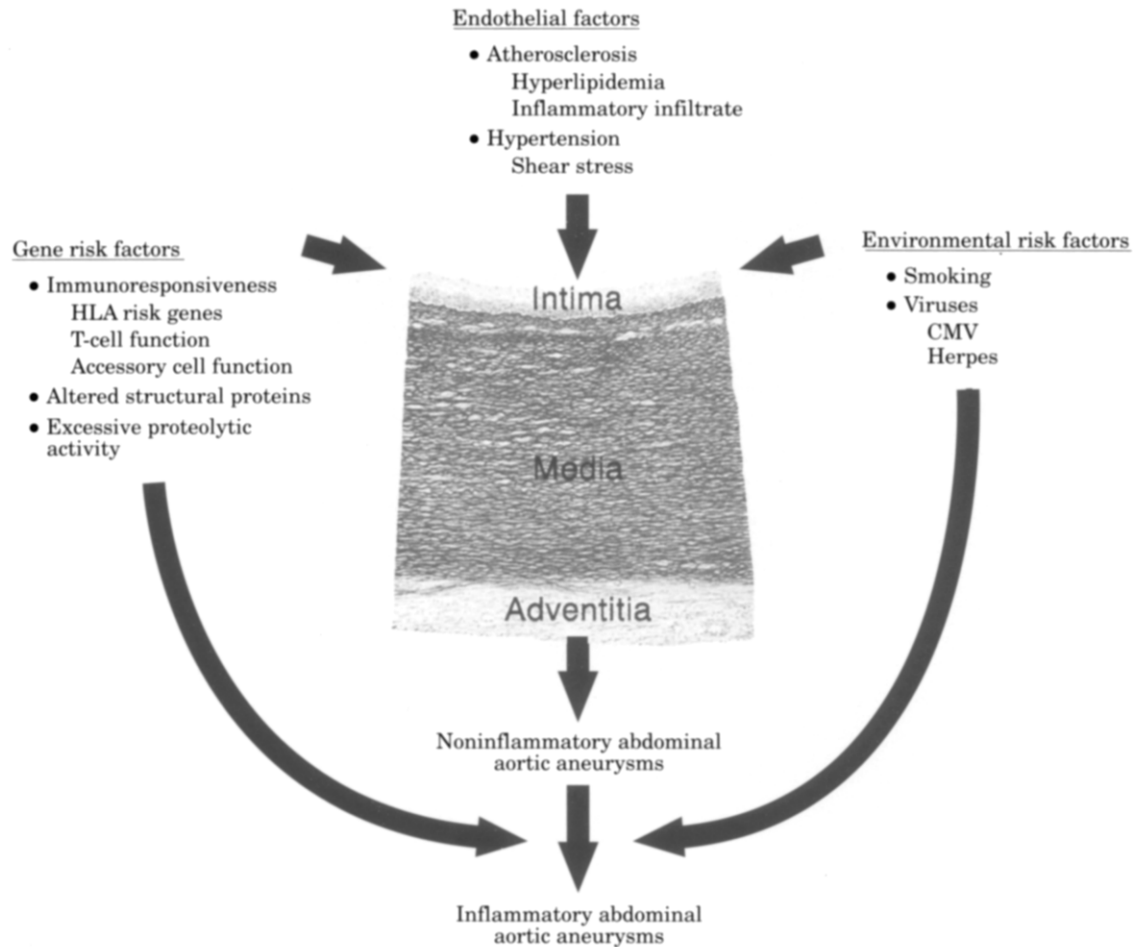 Endothelial factors
• Atherosclerosis
Hyperlipidemia
Inflammatory infiltrate
• Hypertension
Shear stress
Gene risk factors
• Immunoresponsiveness
HLA risk genes
T-cell function
Accessory cell function
• Altered structural proteins
• Excessive proteolytic
activity
Environmental risk factors
• Smoking
• Viruses
CMV
Herpes
Intima
Media
Adventitia
Noninflammatory abdominal
aortic aneurysms
Inflammatory abdominal
aortic aneurysms